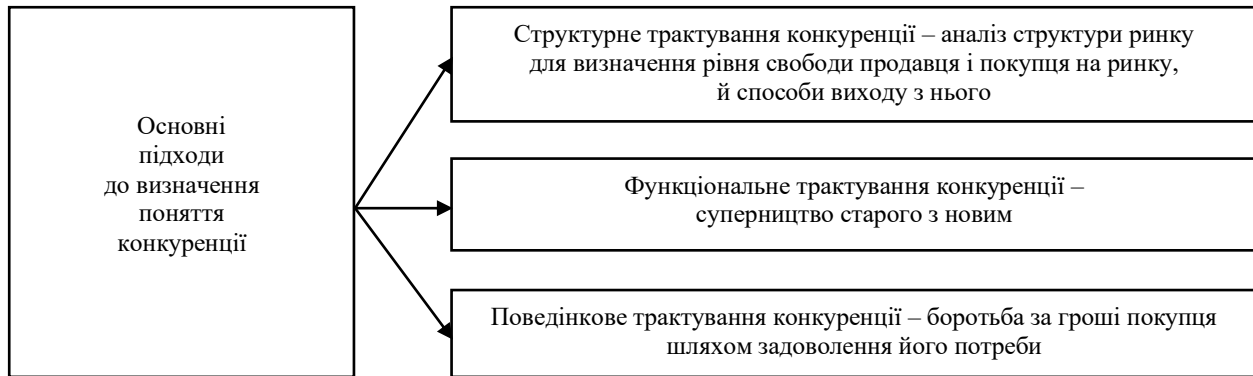 Основні
підходи
до визначення
поняття
конкуренції
Структурне трактування конкуренції – аналіз структури ринку
для визначення рівня свободи продавця і покупця на ринку,
й способи виходу з нього
Функціональне трактування конкуренції –
суперництво старого з новим
Поведінкове трактування конкуренції – боротьба за гроші покупця
шляхом задоволення його потреби